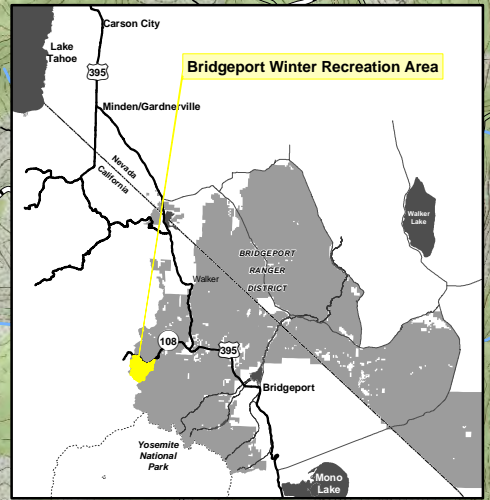 Carson City
Lake
Tahoe
395
Bridgeport Winter Recreation Area
Minden/Gardnerville
Nevada
California
Walker
Lake
BRIDGEPORT
RANGER
DISTRICT
Walker
108
395
Bridgeport
Yosemite
National
Park
Mono
Lake